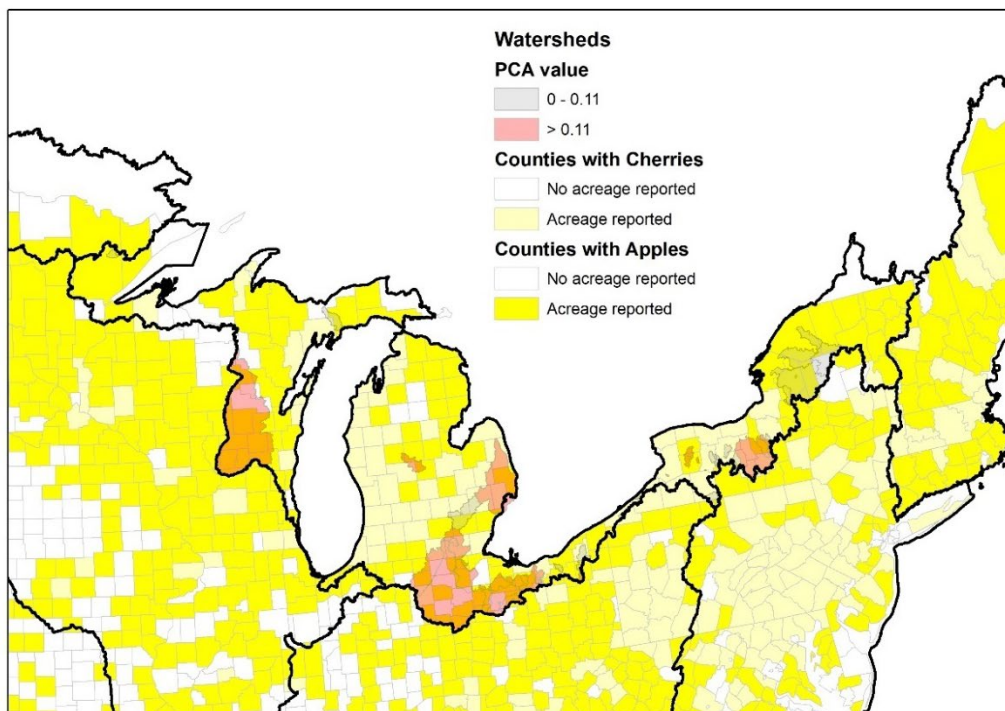 Watersheds
PCA value
0 - 0.11
> 0.11
Counties with Cherries
No acreage reported
Acreage reported
Counties with Apples
No acreage reported
Acreage reported